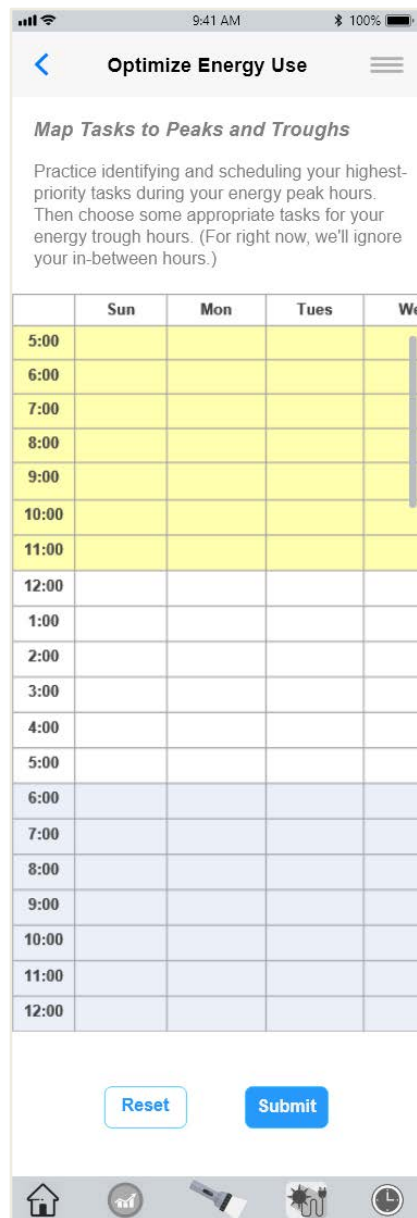 9:41 AM
100%
Optimize Energy Use
Map Tasks to Peaks and Troughs
Practice identifying and scheduling your highest-
priority tasks during your energy peak hours.
Then choose some appropriate tasks for your
energy trough hours. (For right now, we'll ignore
your in-between hours.)
Sun Mon Tues We
5:00
6:00
7:00
8:00
9:00
10:00
11:00
12:00
1:00
2:00
3:00
4:00
5:00
6:00
7:00
8:00
9:00
10:00
11:00
12:00
Reset Submit